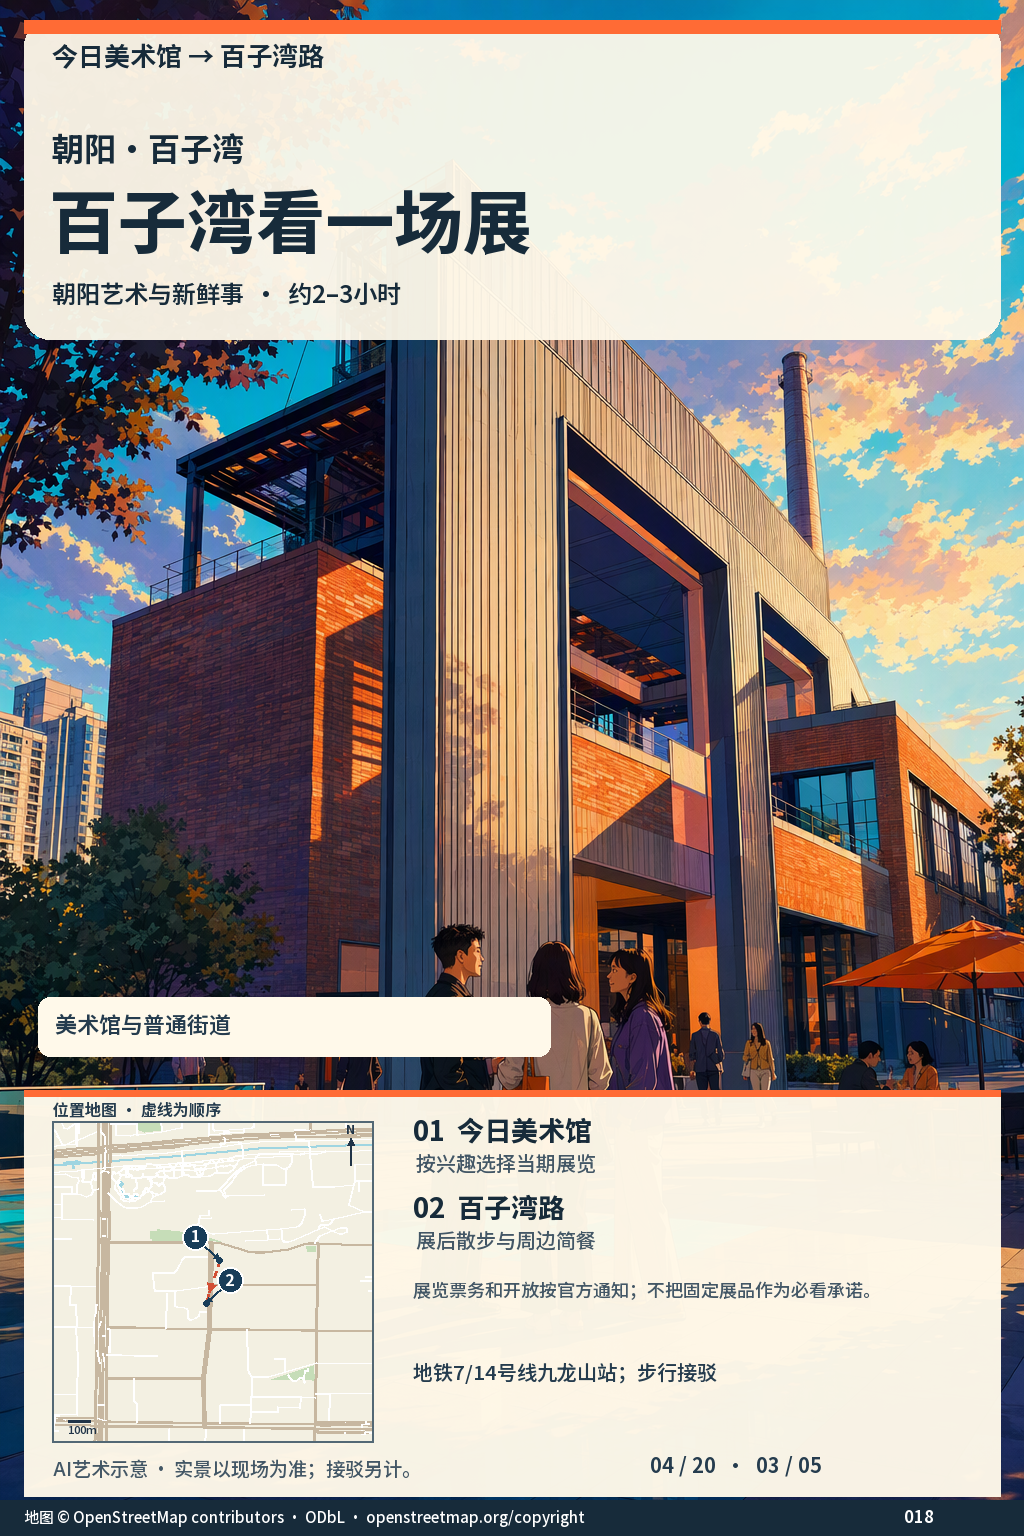 今日美术馆 → 百子湾路
朝阳・百子湾
百子湾看一场展
朝阳艺术与新鲜事 ・ 约2–3小时
美术馆与普通街道
位置地图 ・ 虚线为顺序
N
1
2
100m
01 今日美术馆
按兴趣选择当期展览
02 百子湾路
展后散步与周边简餐
展览票务和开放按官方通知；不把固定展品作为必看承诺。
地铁7/14号线九龙山站；步行接驳
AI艺术示意 ・ 实景以现场为准；接驳另计。
04 / 20 ・ 03 / 05
地图 © OpenStreetMap contributors ・ ODbL ・ openstreetmap.org/copyright
018